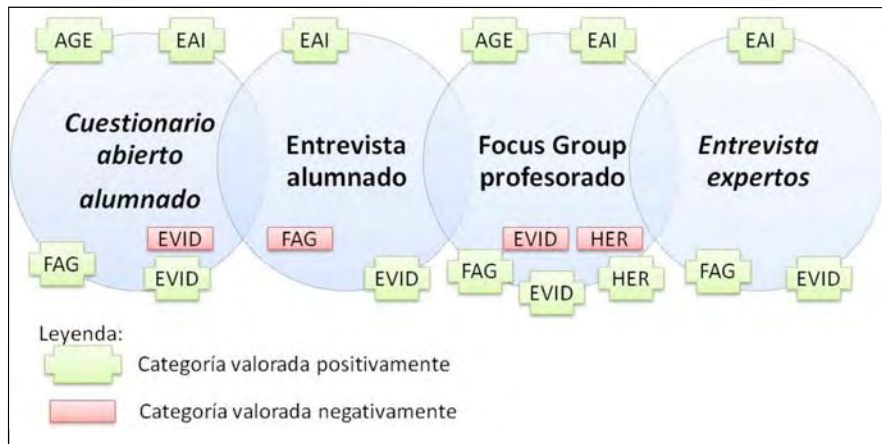 AGE EAI EAI AGE EAI EAI
Cuestionario
abierto
alumnado
Entrevista
alumnado
Focus Group
profesorado
Entrevista
expertos
EVID FAG EVID HER
FAG EVID EVID FAG EVID HER FAG EVID
Leyenda:
Categoría valorada positivamente
Categoría valorada negativamente